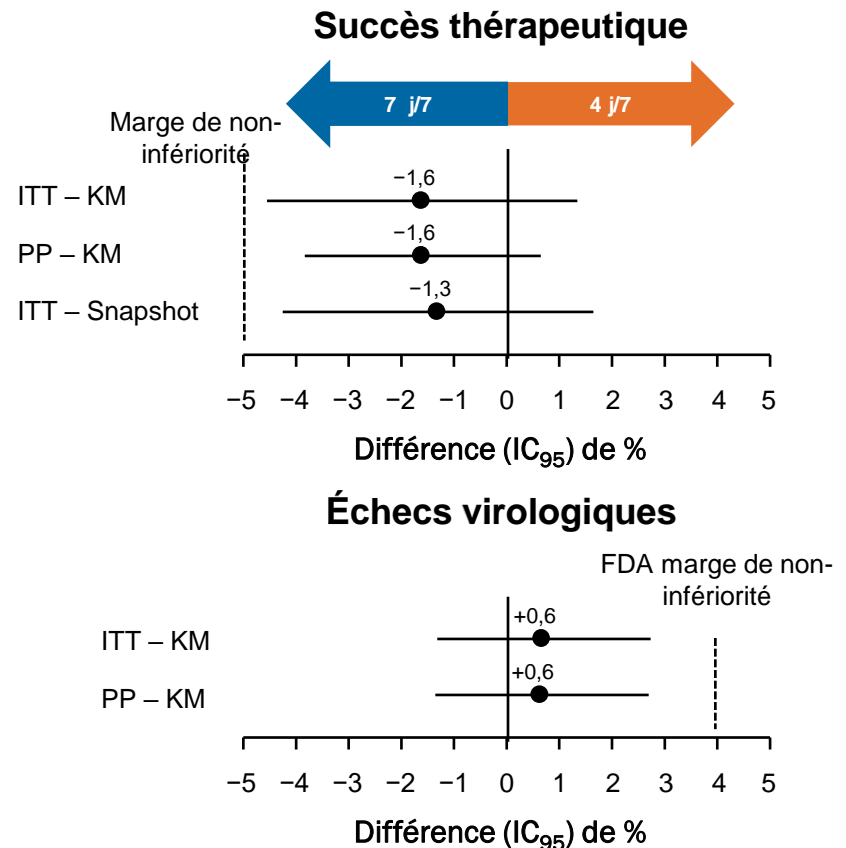 Succès thérapeutique
7 j/7
4 j/7
Marge de non-
infériorité
−1,6
ITT – KM
−1,6
PP – KM
−1,3
ITT – Snapshot
−5 −4 −3 −2 −1 0 1 2 3 4 5
Différence (IC95) de %
Échecs virologiques
FDA marge de non-
infériorité
+0,6
ITT – KM
+0,6
PP – KM
−5 −4 −3 −2 −1 0 1 2 3 4 5
Différence (IC95) de %